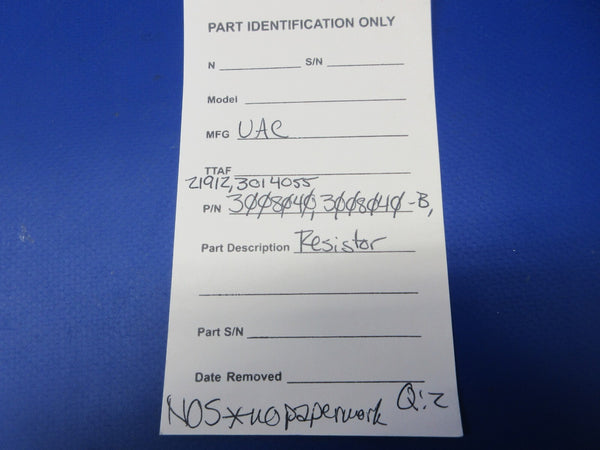 PART IDENTIFICATION ONLY
N S/N
Model
MFG UAC
TTAF
21912, 3014055
P/N 3008040, 3008040-B,
Part Description Resistor
Part S/N
Date Removed
NOS*no paperwork Q:2